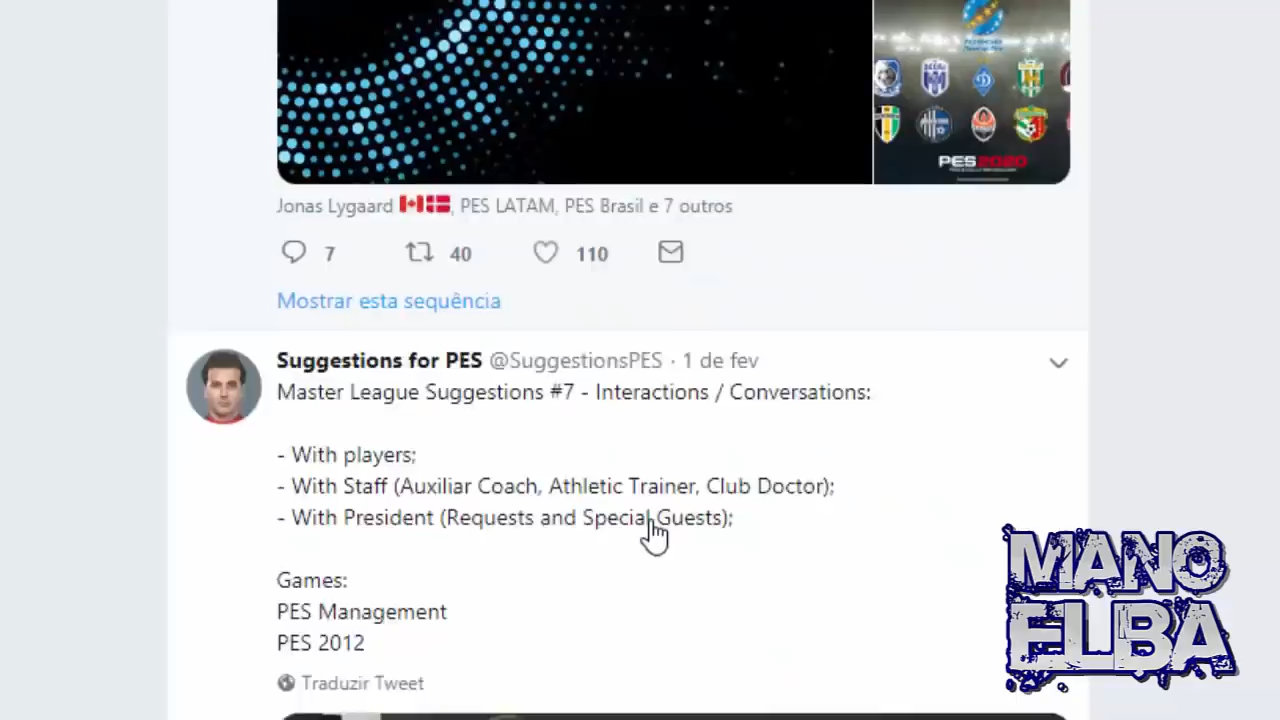 PES2020
Jonas Lygaard 🇨🇦🇩🇰, PES LATAM, PES Brasil e 7 outros
7 40 110
Mostrar esta sequência
Suggestions for PES @SuggestionsPES · 1 de fev
Master League Suggestions #7 - Interactions / Conversations:
- With players;
- With Staff (Auxiliar Coach, Athletic Trainer, Club Doctor);
- With President (Requests and Special Guests);
Games:
PES Management
PES 2012
Traduzir Tweet
MANO
ELBA